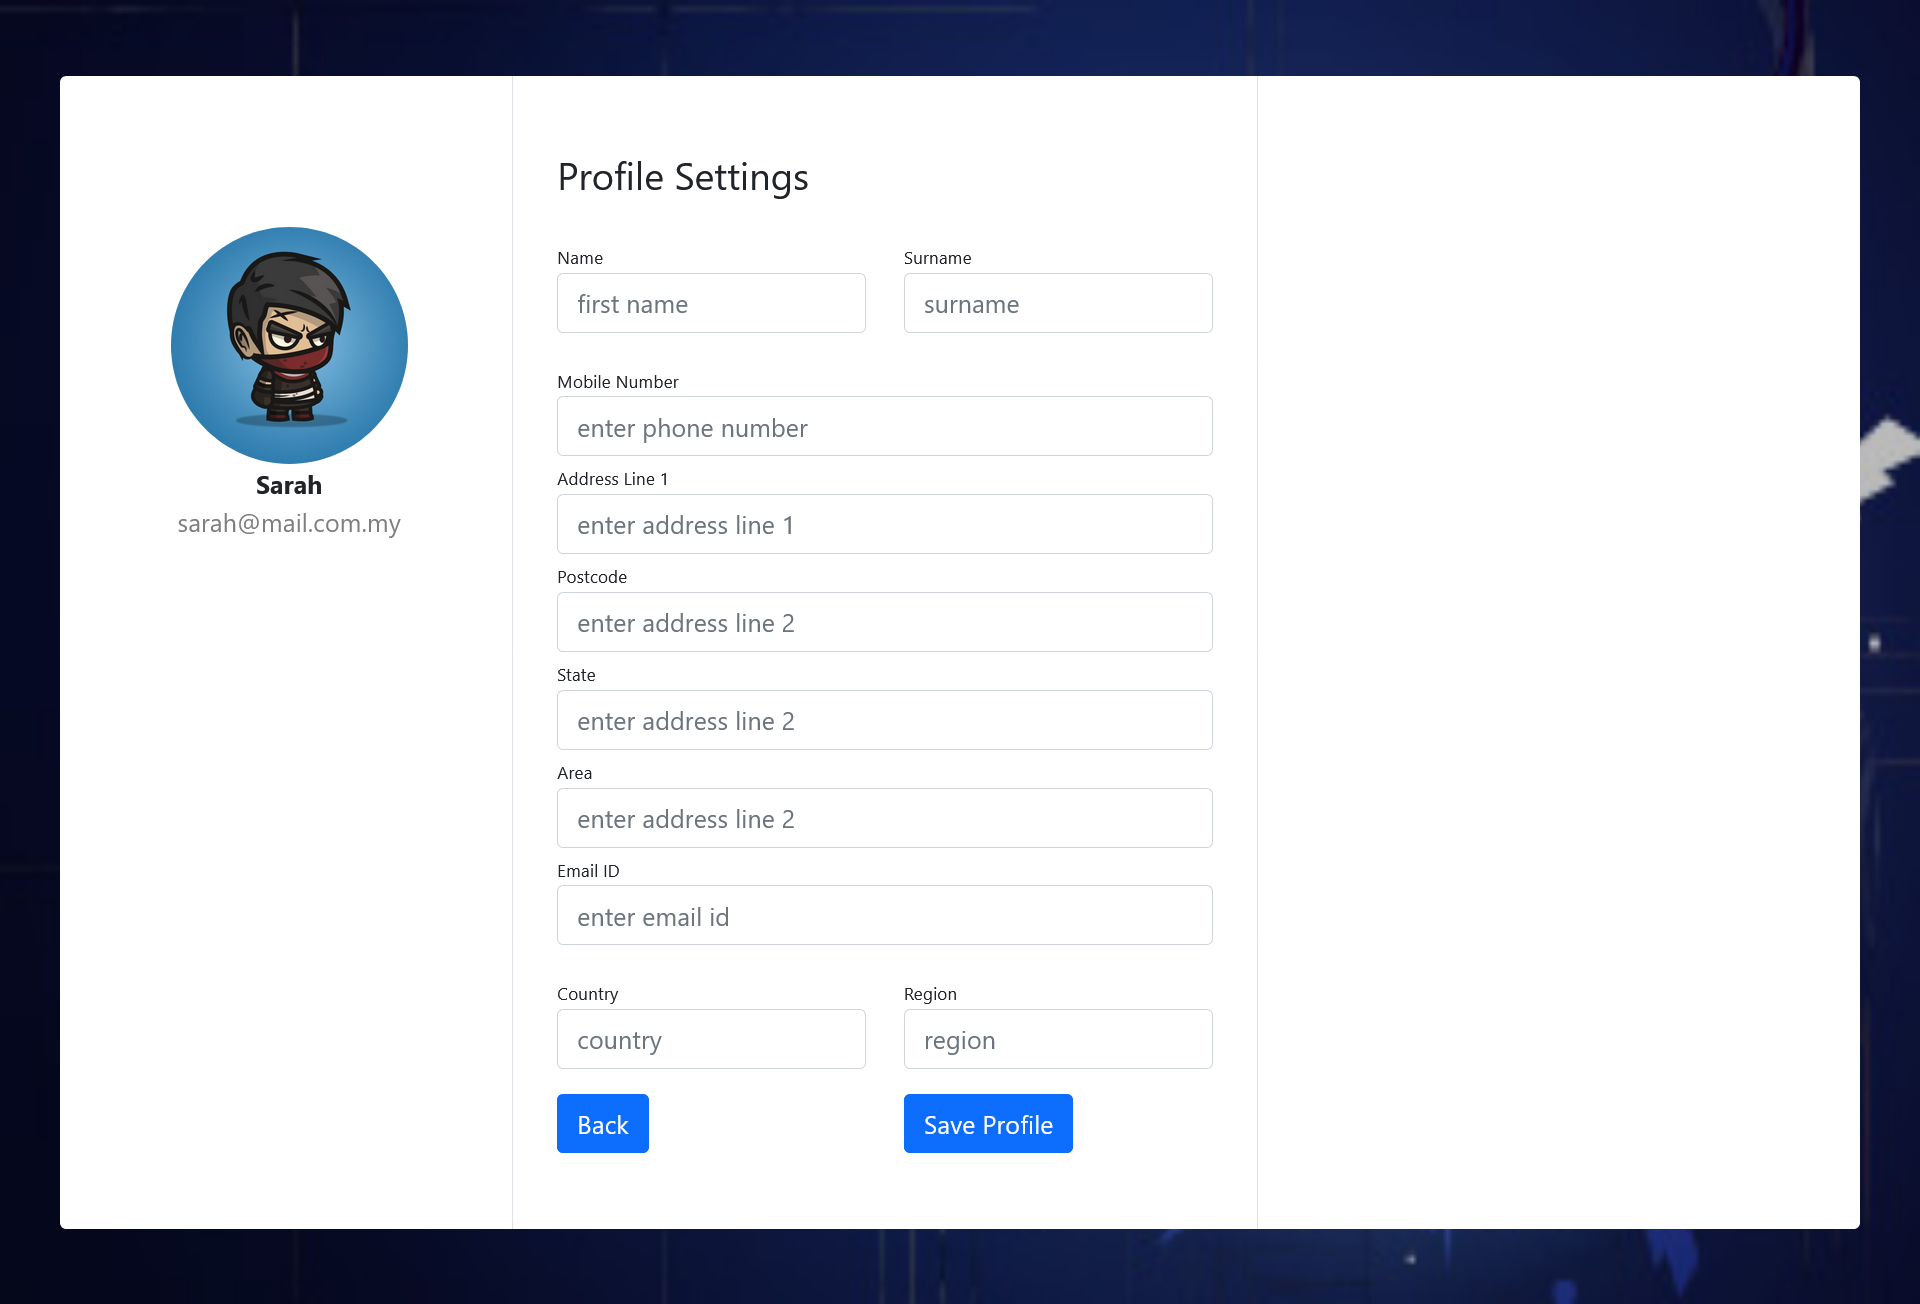 Sarah
sarah@mail.com.my
Profile Settings
Name Surname
first name surname
Mobile Number
enter phone number
Address Line 1
enter address line 1
Postcode
enter address line 2
State
enter address line 2
Area
enter address line 2
Email ID
enter email id
Country Region
country region
Back Save Profile